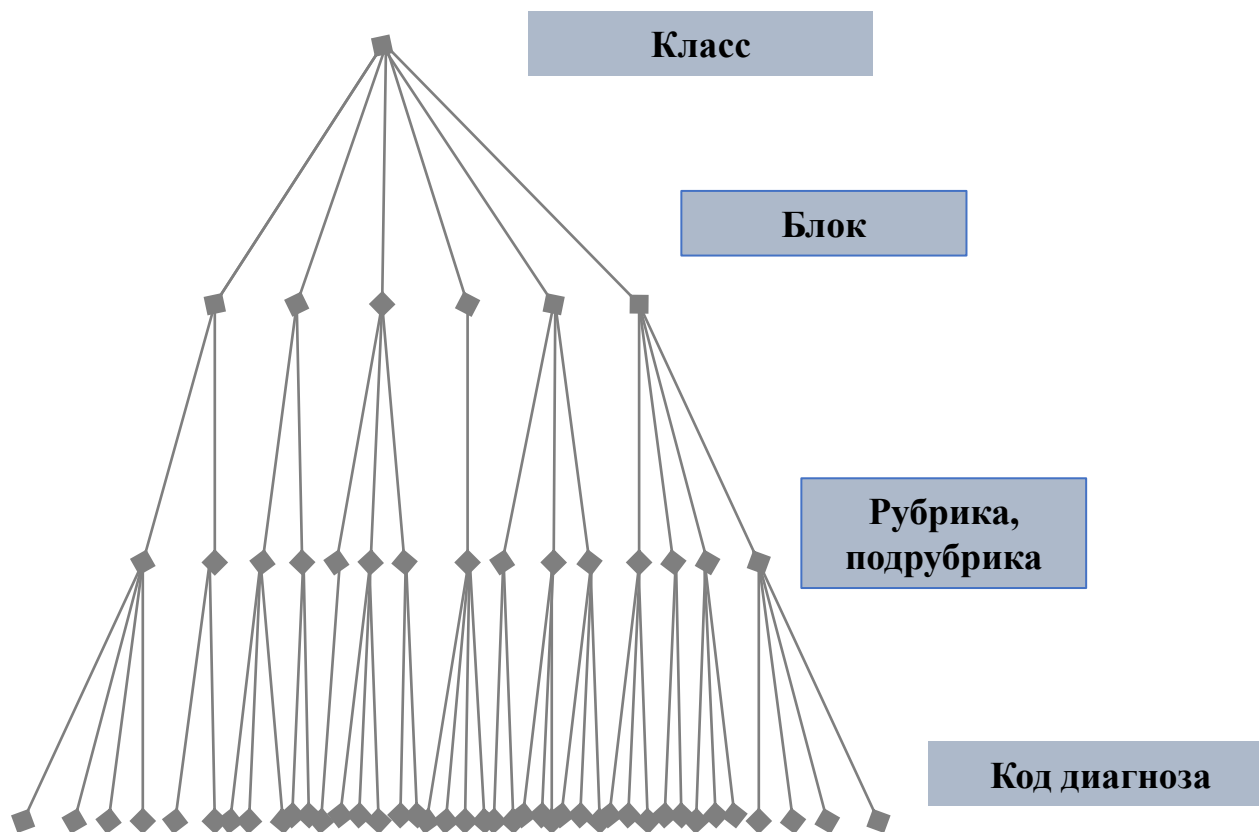 Класс
Блок
Рубрика,
подрубрика
Код диагноза